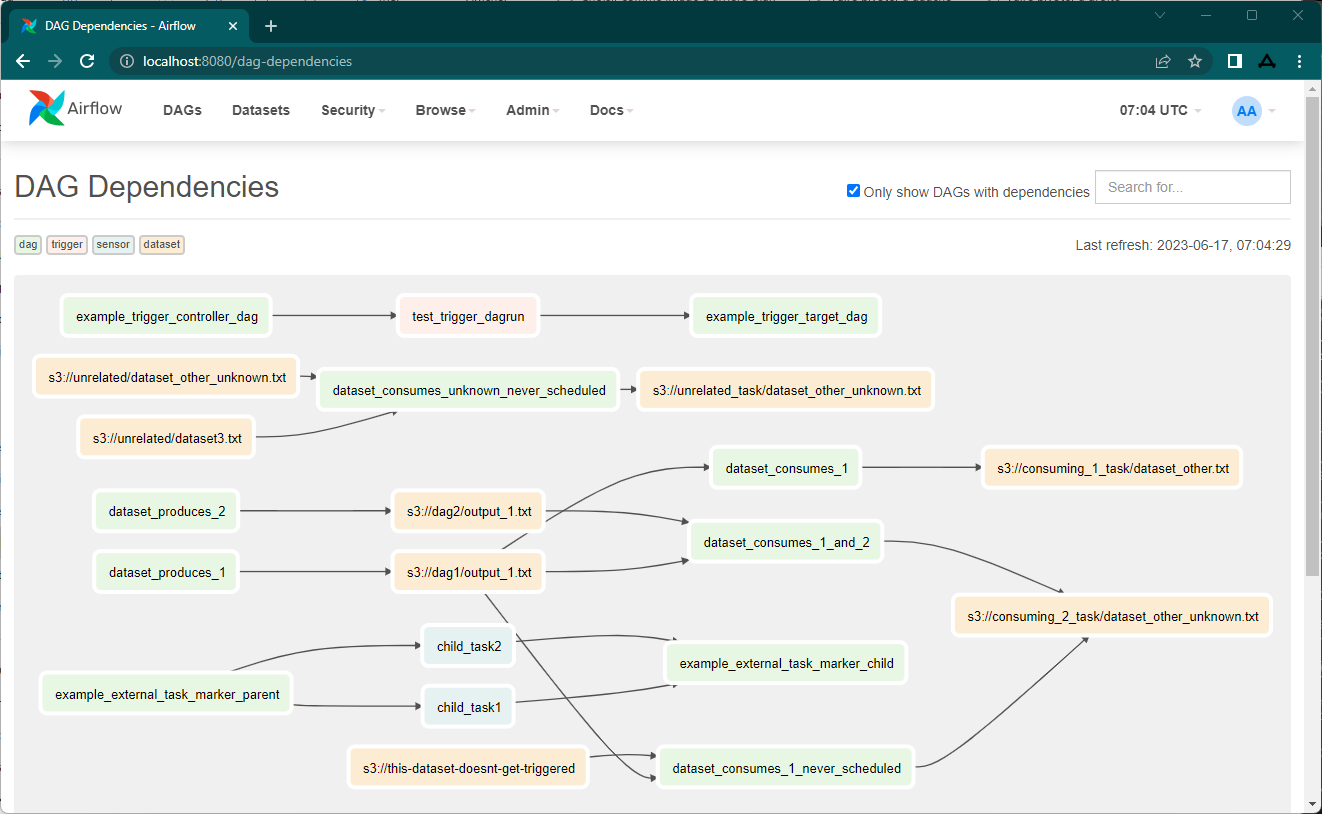 DAG Dependencies - Airflow
localhost:8080/dag-dependencies
Airflow DAGs Datasets Security Browse Admin Docs 07:04 UTC AA
DAG Dependencies
Only show DAGs with dependencies Search for...
dag trigger sensor dataset
Last refresh: 2023-06-17, 07:04:29
example_trigger_controller_dag test_trigger_dagrun example_trigger_target_dag
s3://unrelated/dataset_other_unknown.txt
dataset_consumes_unknown_never_scheduled s3://unrelated_task/dataset_other_unknown.txt
s3://unrelated/dataset3.txt
dataset_consumes_1 s3://consuming_1_task/dataset_other.txt
dataset_produces_2 s3://dag2/output_1.txt
dataset_consumes_1_and_2
dataset_produces_1 s3://dag1/output_1.txt
s3://consuming_2_task/dataset_other_unknown.txt
child_task2
example_external_task_marker_child
example_external_task_marker_parent
child_task1
s3://this-dataset-doesnt-get-triggered dataset_consumes_1_never_scheduled